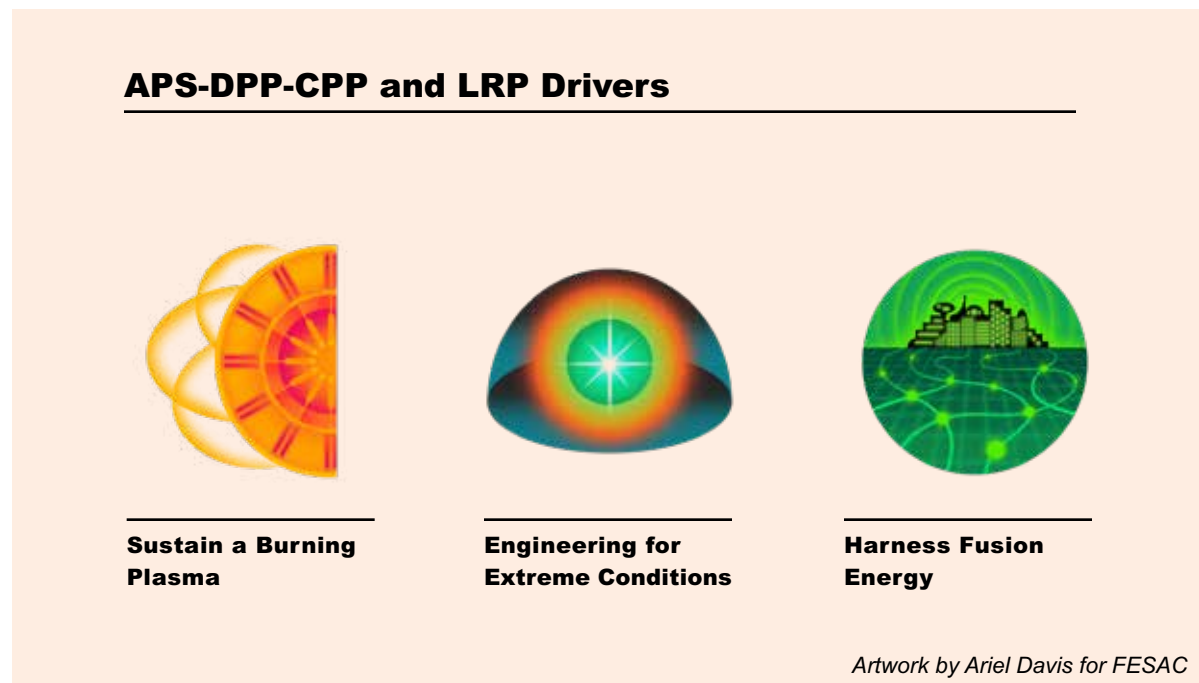 APS-DPP-CPP and LRP Drivers
Sustain a Burning
Plasma
Engineering for
Extreme Conditions
Harness Fusion
Energy
Artwork by Ariel Davis for FESAC